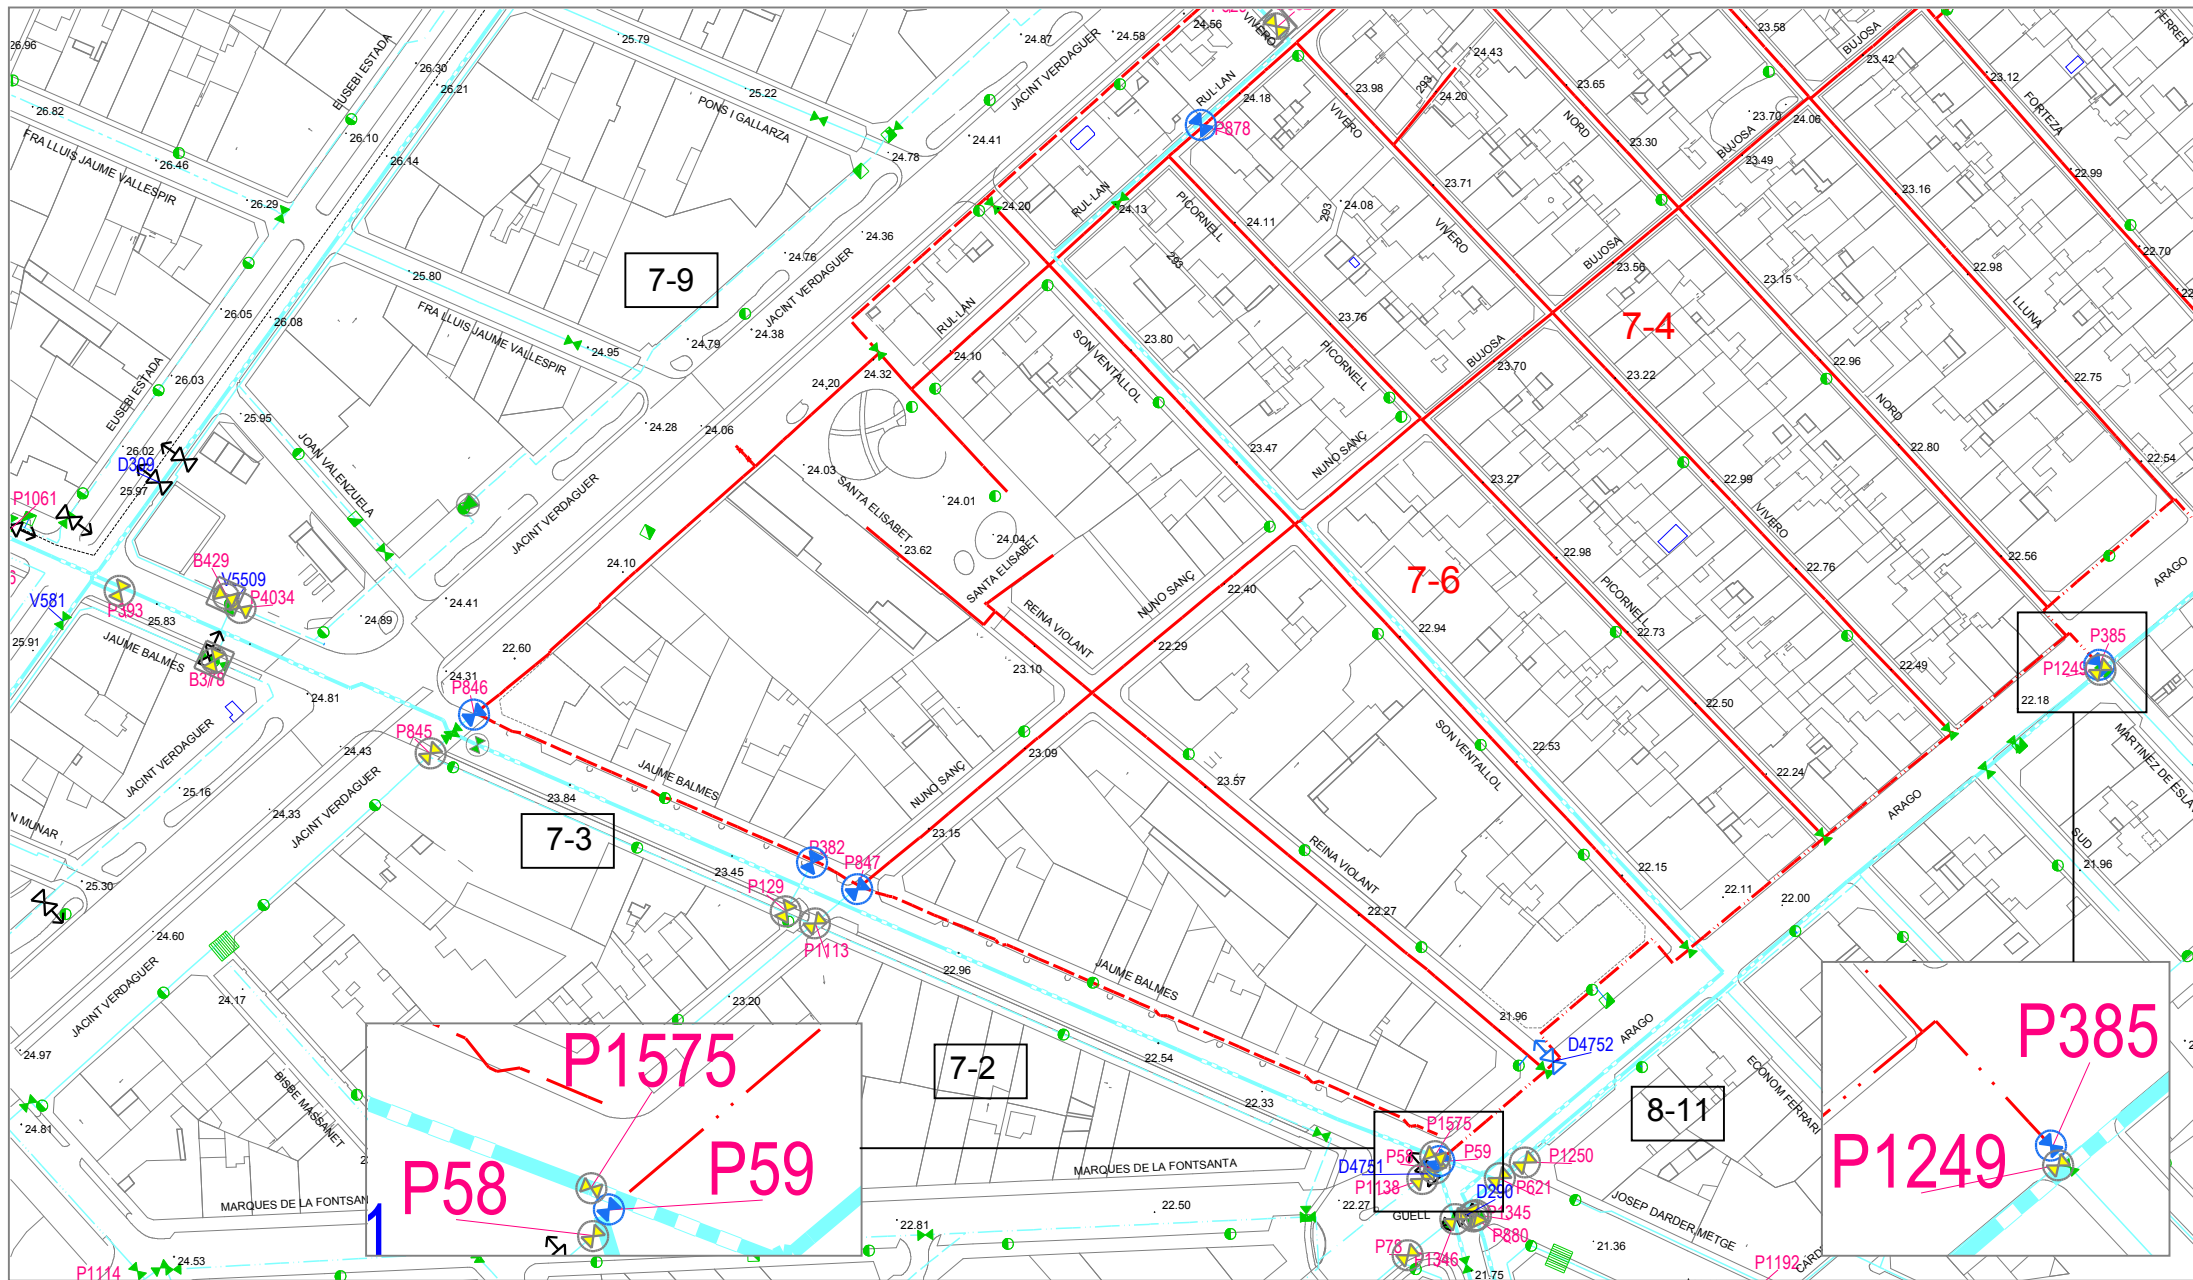 26.96
EUSEBI ESTADA
25.79
26.30
26.21
26.82
26.10
26.14
FRA LLUIS JAUME VALLESPIR
26.46
26.29
25.22
PONS I GALLARZA
24.87
24.58
24.56
JACINT VERDAGUER
VIVERO
24.41
24.78
RUL·LAN
24.18
P878
24.43
23.98
293
24.20
VIVERO
23.65
NORD
23.58
BUJOSA
23.42
FERRER
23.12
FORTEZA
23.70
24.06
BUJOSA
23.30
23.49
22.99
23.71
23.16
22.70
24.20
24.13
RUL·LAN
PICORNELL
24.11
293
24.08
VIVERO
BUJOSA
23.56
23.15
22.98
LLUNA
24.36
24.76
JACINT VERDAGUER
7-9
25.80
26.05
26.08
FRA LLUIS JAUME VALLESPIR
24.95
24.79
24.38
RUL·LAN
24.10
24.32
24.20
SON VENTALLOL
23.80
293
23.76
PICORNELL
BUJOSA
23.70
7-4
23.22
22.96
22.75
NORD
22.80
22.54
EUSEBI ESTADA
26.03
25.95
26.02
D309
25.97
JOAN VALENZUELA
24.28
24.06
24.03
SANTA ELISABET
24.01
24.04
23.62
SANTA ELISABET
23.47
NUNO SANÇ
23.27
22.99
VIVERO
22.76
22.56
ARAGO
P1061
JACINT VERDAGUER
24.10
22.98
B429
V5509
P4034
V581
P393
25.83
25.91
JAUME BALMES
B378
24.89
24.41
24.31
22.60
24.81
P846
P845
24.43
7-6
22.40
22.29
NUNO SANÇ
REINA VIOLANT
23.10
22.94
PICORNELL
22.73
22.49
22.50
22.24
P385
P1249
22.18
MARTINEZ DE ESLA
JACINT VERDAGUER
25.16
24.33
JACINT VERDAGUER
N MUNAR
25.30
24.60
JAUME BALMES
23.84
7-3
23.45
P382
P847
P129
P1113
23.15
NUNO SANÇ
23.09
23.57
REINA VIOLANT
22.27
SON VENTALLOL
22.53
22.15
22.11
22.00
ARAGO
SUD
21.96
JACINT VERDAGUER
24.17
24.97
24.81
BISBE MASSANET
23.20
22.96
JAUME BALMES
22.54
7-2
22.33
21.96
D4752
ARAGO
8-11
ECONOM FERRARI
P1575
P59
P58
P1575
P58
P59
D4751
P1138
P1250
P621
D290
P1345
P880
P1346
P78
GUELL
22.27
MARQUES DE LA FONTSANTA
22.50
22.81
MARQUES DE LA FONTSAN
24.53
P1114
1
JOSEP DARDER METGE
21.36
21.75
P1192
P385
P1249